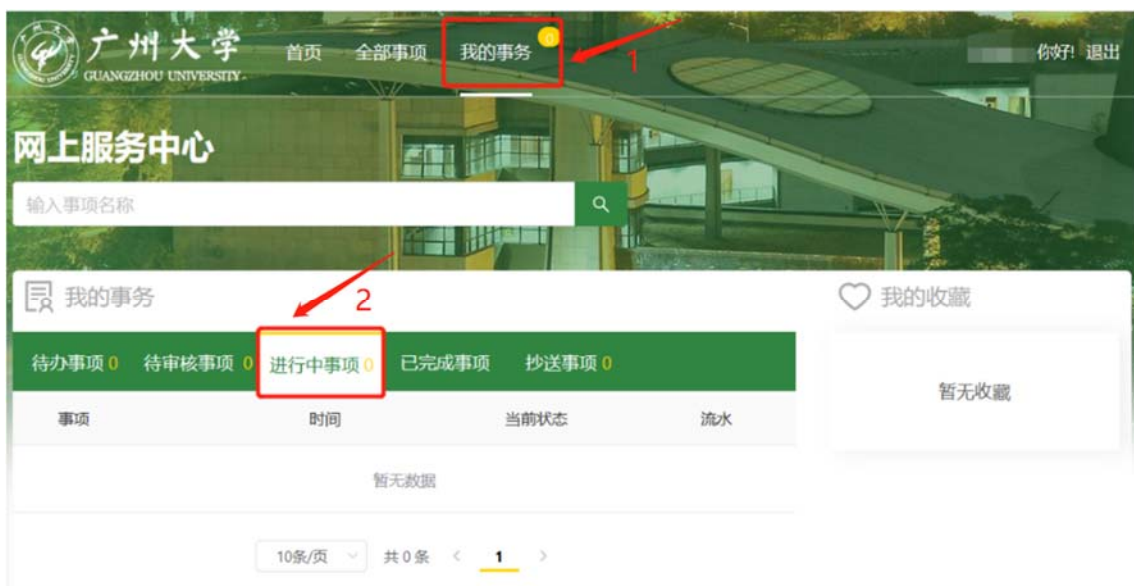 广州大学 首页 全部事项 我的事务 0 1 你好! 退出
GUANGZHOU UNIVERSITY
网上服务中心
输入事项名称
我的事务 2 我的收藏
待办事项 0 待审核事项 0 进行中事项 0 已完成事项 抄送事项 0
暂无收藏
事项 时间 当前状态 流水
暂无数据
10条/页 共 0 条 < 1 >